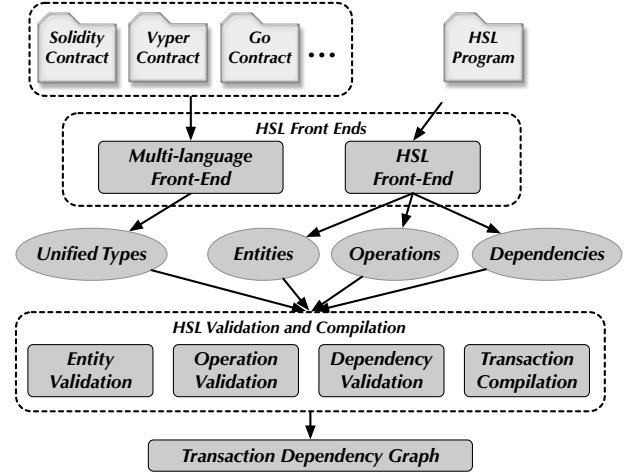 Solidity
Contract
Vyper
Contract
Go
Contract
...
HSL
Program
HSL Front Ends
Multi-language
Front-End
HSL
Front-End
Unified Types
Entities
Operations
Dependencies
HSL Validation and Compilation
Entity
Validation
Operation
Validation
Dependency
Validation
Transaction
Compilation
Transaction Dependency Graph